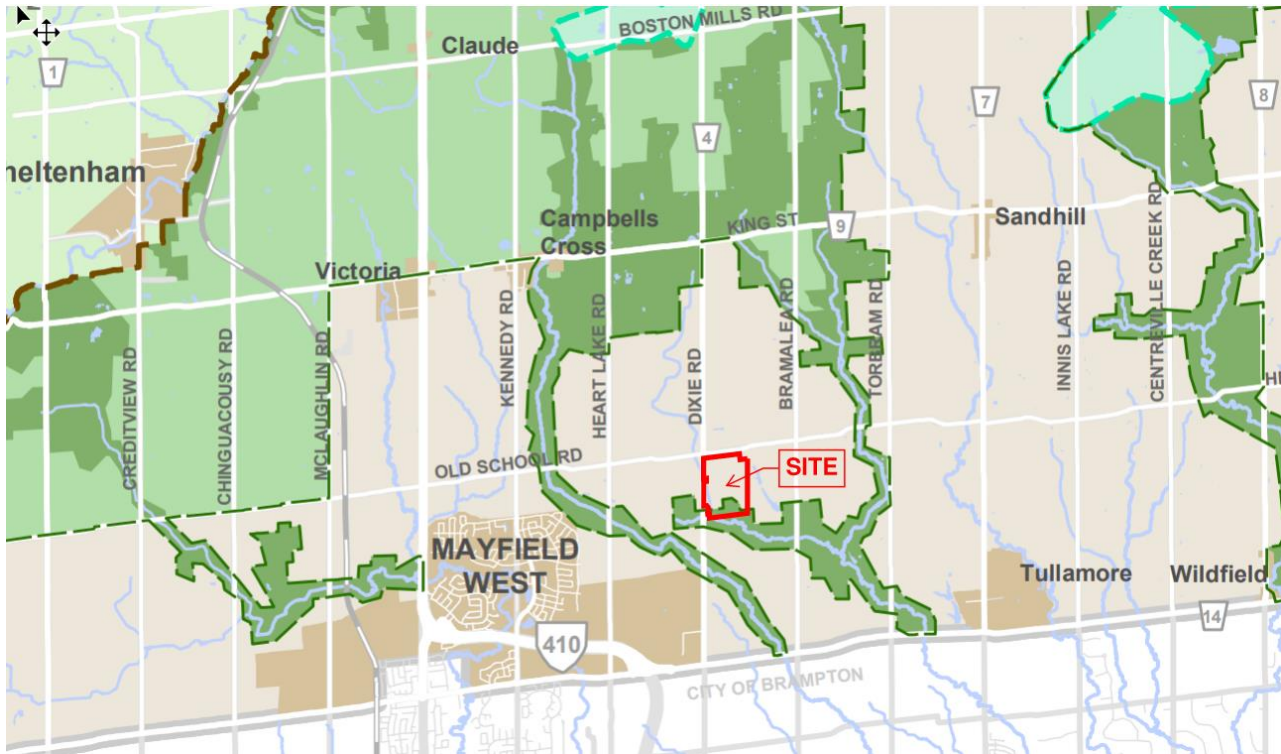 BOSTON MILLS RD
Claude
1
7
8
4
neltenham
Campbells
Cross
KING ST
9
Sandhill
Victoria
CREDITVIEW RD
CHINGUACOUSY RD
MCLAUGHLIN RD
KENNEDY RD
HEART LAKE RD
DIXIE RD
BRAMALEA RD
TORBRAM RD
INNIS LAKE RD
CENTREVILLE CREEK RD
OLD SCHOOL RD
SITE
MAYFIELD
WEST
Tullamore
Wildfield
14
410
CITY OF BRAMPTON